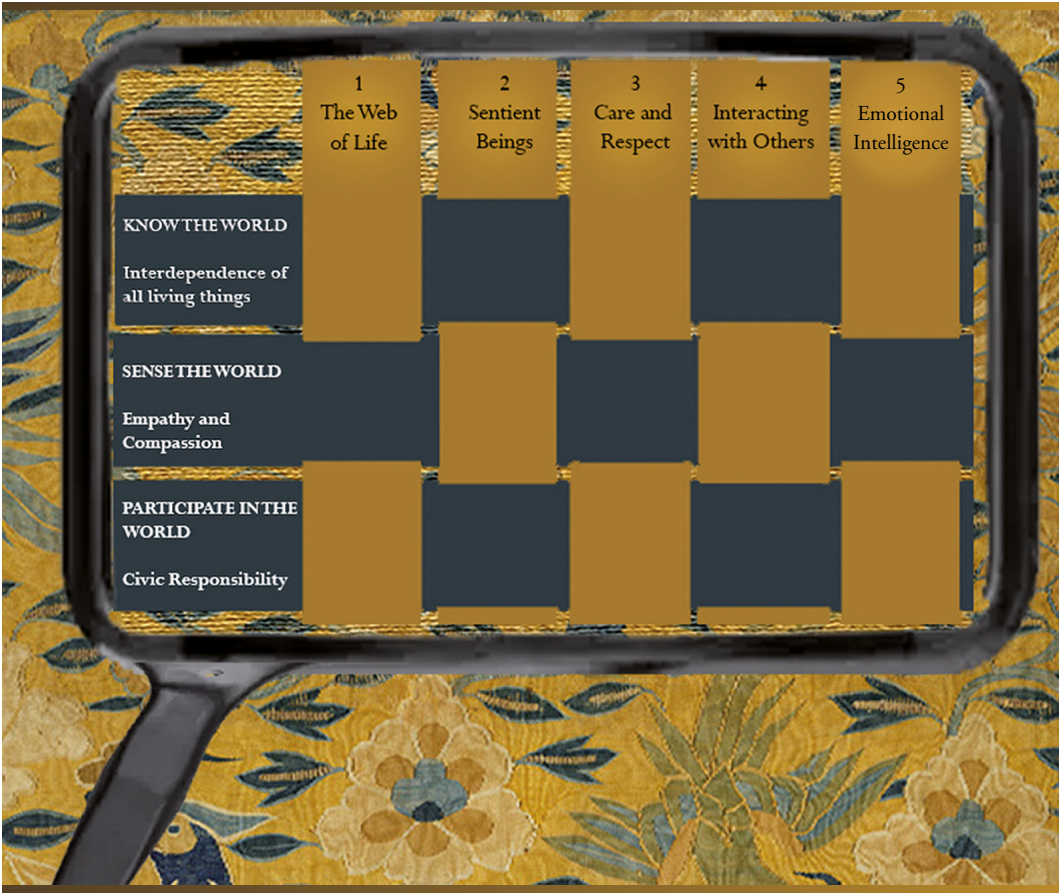 1
The Web
of Life
2
Sentient
Beings
3
Care and
Respect
4
Interacting
with Others
5
Emotional
Intelligence
KNOW THE WORLD
Interdependence of
all living things
SENSE THE WORLD
Empathy and
Compassion
PARTICIPATE IN THE
WORLD
Civic Responsibility